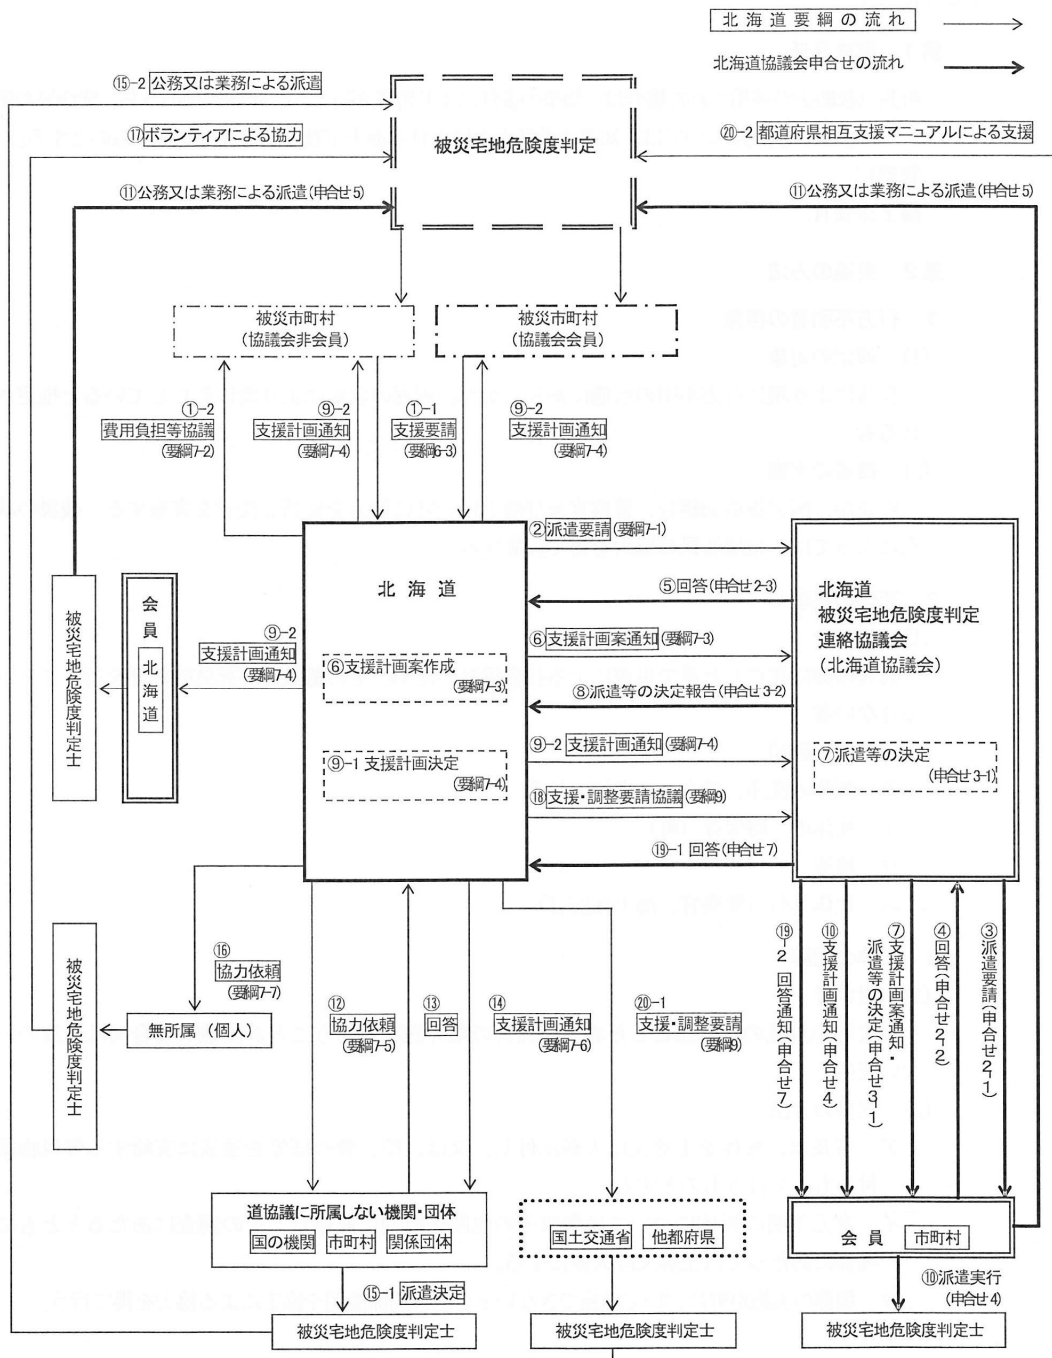 北海道要綱の流れ
北海道協議会申合せの流れ
⑮-2 公務又は業務による派遣
⑰ボランティアによる協力
被災宅地危険度判定
⑳-2 都道府県相互支援マニュアルによる支援
⑪公務又は業務による派遣(申合せ5)
⑪公務又は業務による派遣(申合せ5)
被災市町村
(協議会非会員)
被災市町村
(協議会会員)
①-2
費用負担等協議
(要綱7-2)
⑨-2
支援計画通知
(要綱7-4)
①-1
支援要請
(要綱6-3)
⑨-2
支援計画通知
(要綱7-4)
②派遣要請(要綱7-1)
北海道
⑤回答(申合せ2-3)
⑥支援計画案通知(要綱7-3)
⑥支援計画案作成
(要綱7-3)
⑧派遣等の決定報告(申合せ3-2)
⑨-2 支援計画通知(要綱7-4)
⑨-1 支援計画決定
(要綱7-4)
⑱支援・調整要請協議(要綱9)
⑲-1 回答(申合せ7)
北海道
被災宅地危険度判定
連絡協議会
(北海道協議会)
⑦派遣等の決定
(申合せ3-1)
被災宅地危険度判定士
会員
北海道
⑨-2
支援計画通知
(要綱7-4)
被災宅地危険度判定士
⑯
協力依頼
(要綱7-7)
無所属(個人)
⑫
協力依頼
(要綱7-5)
⑬
回答
⑭
支援計画通知
(要綱7-6)
⑳-1
支援・調整要請
(要綱9)
⑲-2 回答通知(申合せ7)
⑩支援計画通知(申合せ4)
⑦支援計画案通知・
派遣等の決定(申合せ3-1)
④回答(申合せ2-2)
③派遣要請(申合せ2-1)
道協議に所属しない機関・団体
国の機関 市町村 関係団体
国土交通省 他都府県
会員 市町村
⑮-1 派遣決定
⑩派遣実行
(申合せ4)
被災宅地危険度判定士
被災宅地危険度判定士
被災宅地危険度判定士